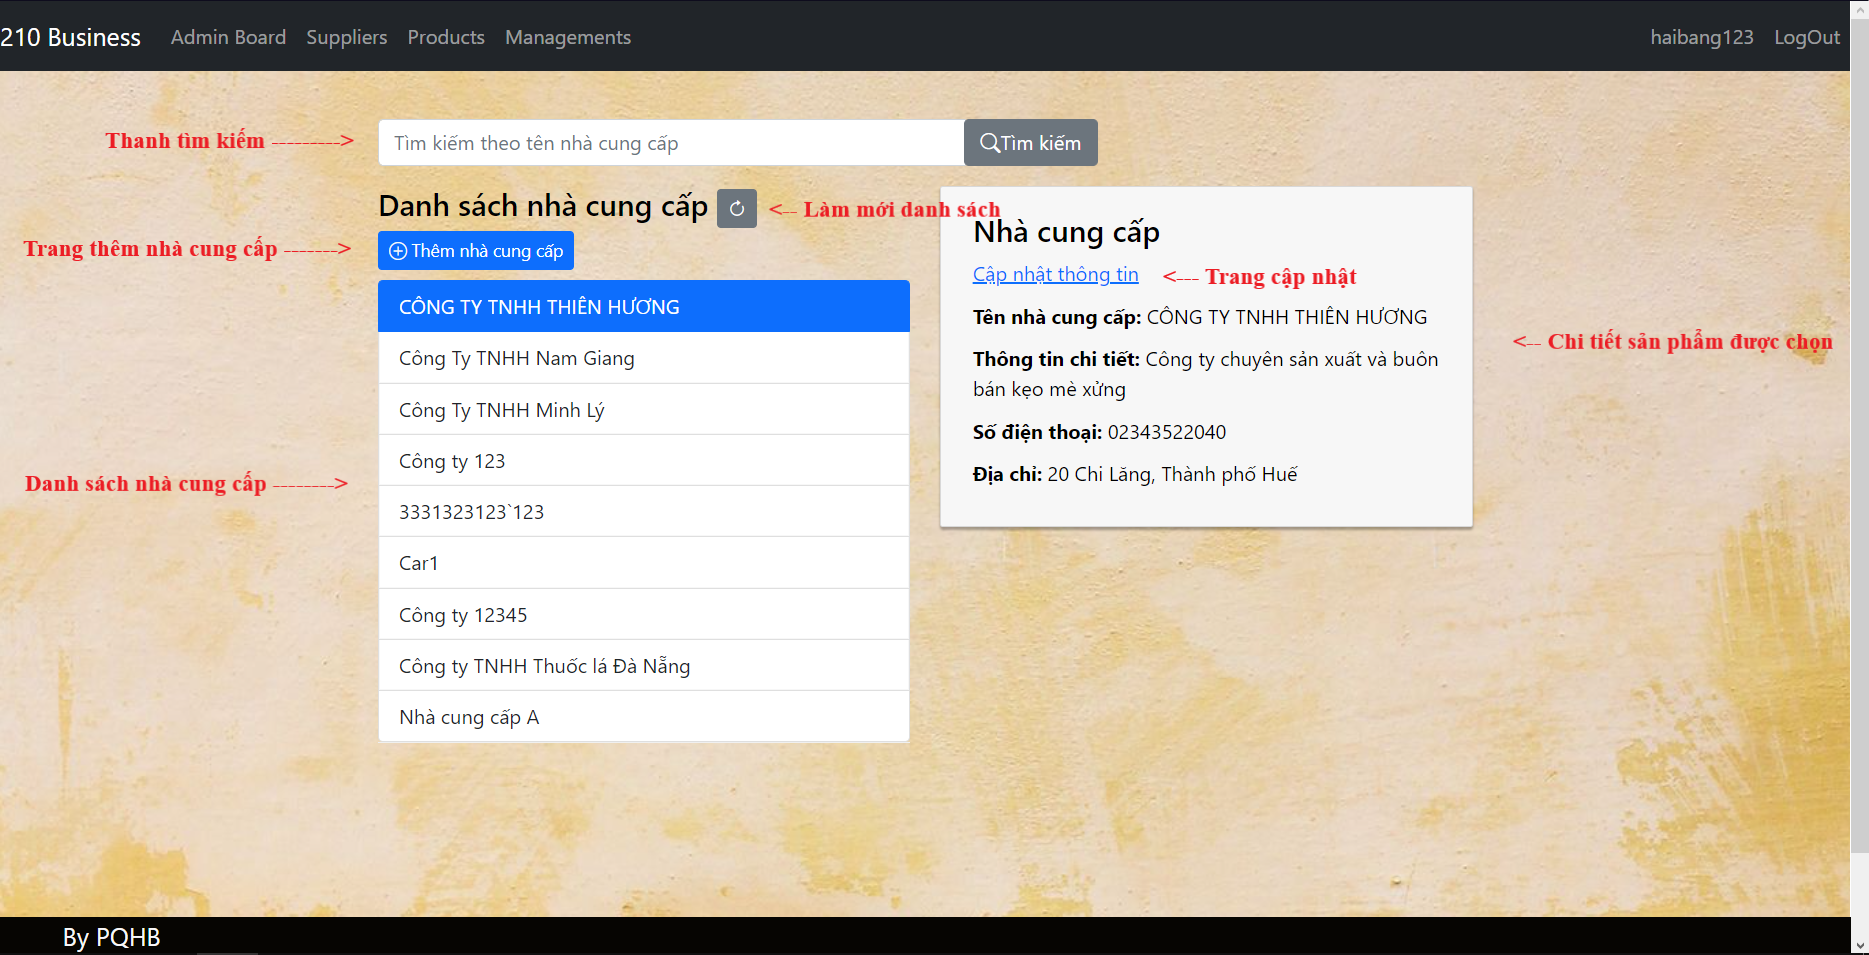 210 Business Admin Board Suppliers Products Managements haibang123 LogOut
Thanh tìm kiếm --------->
Tìm kiếm theo tên nhà cung cấp Tìm kiếm
Danh sách nhà cung cấp <-- Làm mới danh sách
Trang thêm nhà cung cấp ------->
Thêm nhà cung cấp
CÔNG TY TNHH THIÊN HƯƠNG
Công Ty TNHH Nam Giang
Công Ty TNHH Minh Lý
Công ty 123
Danh sách nhà cung cấp -------->
3331323123`123
Car1
Công ty 12345
Công ty TNHH Thuốc lá Đà Nẵng
Nhà cung cấp A
Nhà cung cấp
Cập nhật thông tin <--- Trang cập nhật
Tên nhà cung cấp: CÔNG TY TNHH THIÊN HƯƠNG
<-- Chi tiết sản phẩm được chọn
Thông tin chi tiết: Công ty chuyên sản xuất và buôn
bán kẹo mè xửng
Số điện thoại: 02343522040
Địa chỉ: 20 Chi Lăng, Thành phố Huế
By PQHB